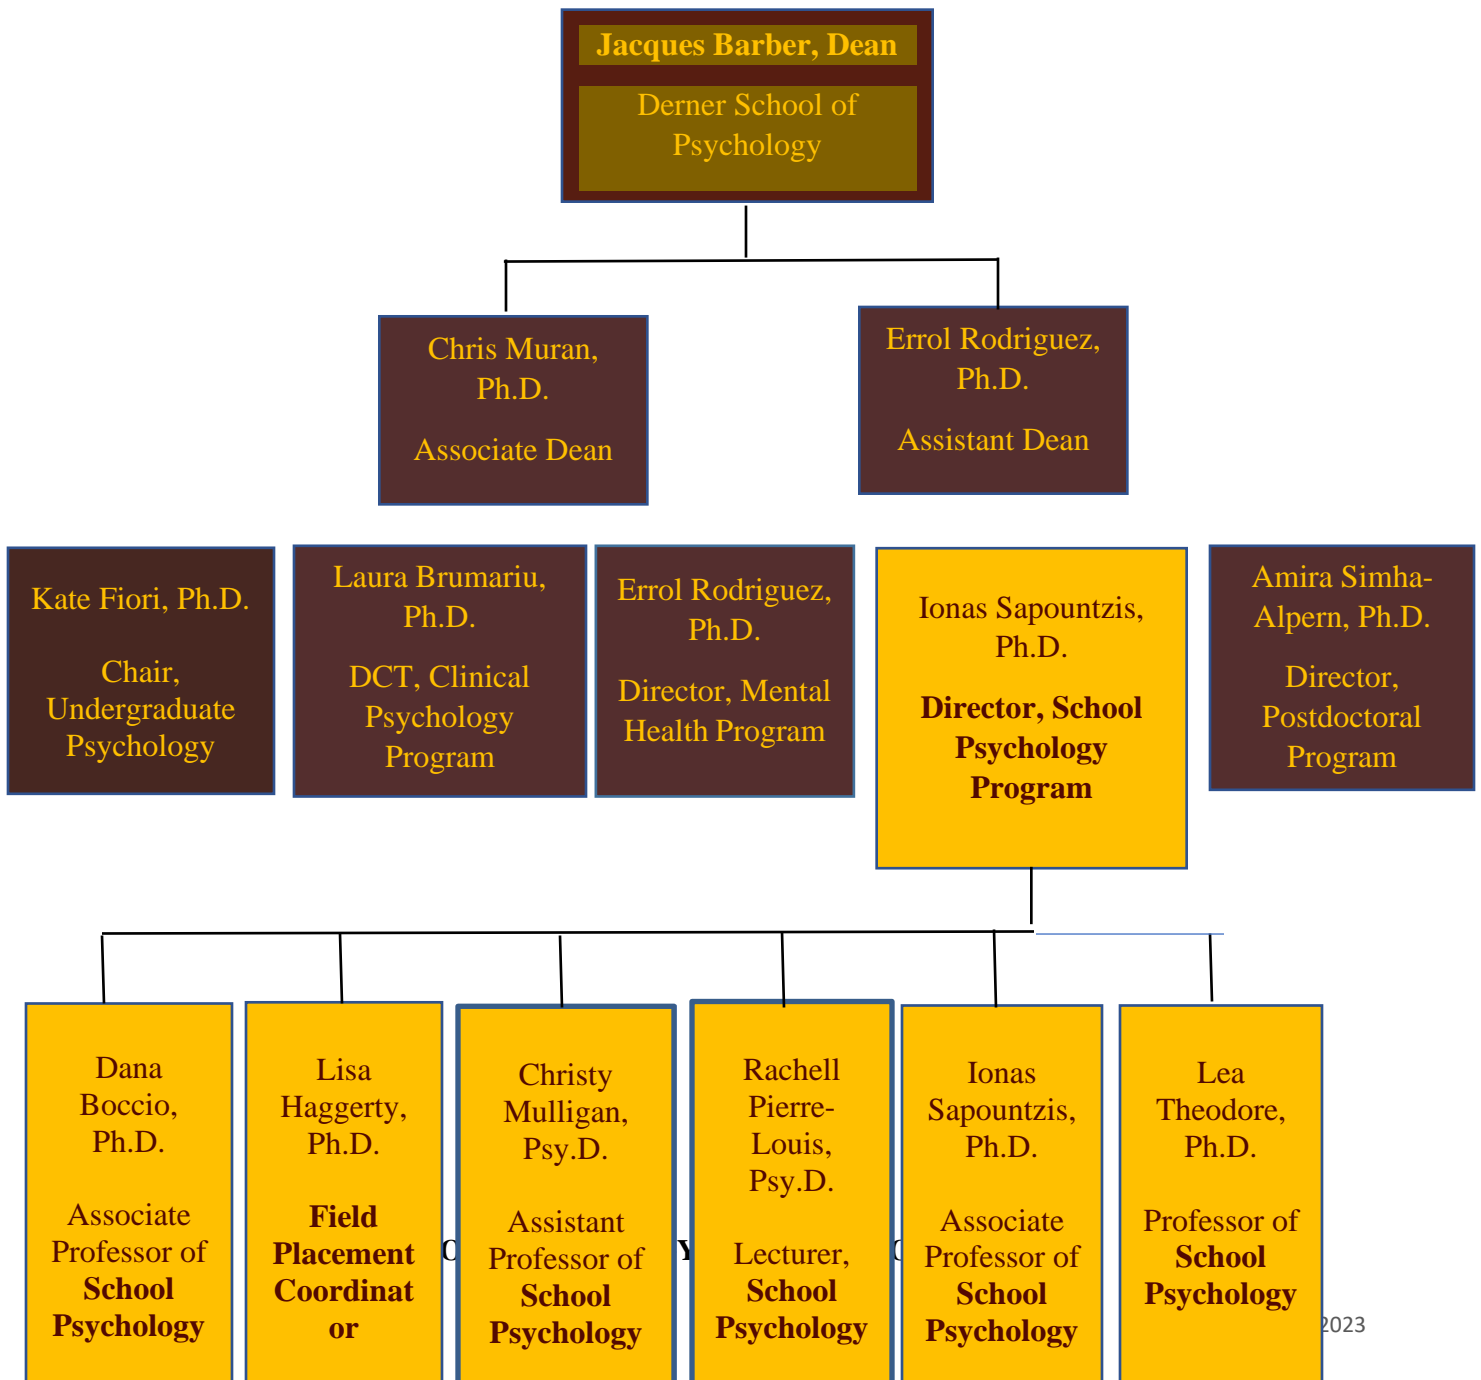 Jacques Barber, Dean
Derner School of
Psychology
Chris Muran,
Ph.D.
Associate Dean
Errol Rodriguez,
Ph.D.
Assistant Dean
Kate Fiori, Ph.D.
Chair,
Undergraduate
Psychology
Laura Brumariu,
Ph.D.
DCT, Clinical
Psychology
Program
Errol Rodriguez,
Ph.D.
Director, Mental
Health Program
Ionas Sapountzis,
Ph.D.
Director, School
Psychology
Program
Amira Simha-
Alpern, Ph.D.
Director,
Postdoctoral
Program
Dana
Boccio,
Ph.D.
Associate
Professor of
School
Psychology
Lisa
Haggerty,
Ph.D.
Field
Placement
Coordinat
or
Christy
Mulligan,
Psy.D.
Assistant
Professor of
School
Psychology
Rachell
Pierre-
Louis,
Psy.D.
Lecturer,
School
Psychology
Ionas
Sapountzis,
Ph.D.
Associate
Professor of
School
Psychology
Lea
Theodore,
Ph.D.
Professor of
School
Psychology
2023